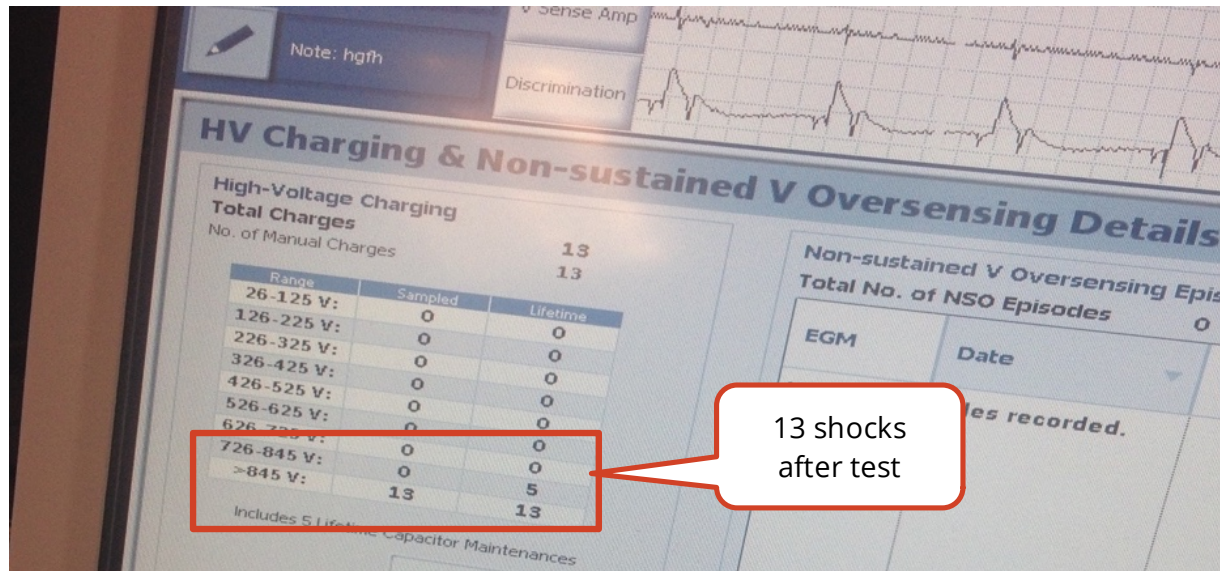 V Sense Amp
Note: hgfh
Discrimination
HV Charging & Non-sustained V Oversensing Details
High-Voltage Charging
Total Charges 13
No. of Manual Charges 13
Range Sampled Lifetime
26-125 V: 0 0
126-225 V: 0 0
226-325 V: 0 0
326-425 V: 0 0
426-525 V: 0 0
526-625 V: 0 0
626-725 V: 0 0
726-845 V: 0 5
>845 V: 13 13
Includes 5 Lifetime Capacitor Maintenances
Non-sustained V Oversensing Epis
Total No. of NSO Episodes 0
EGM Date
des recorded.
13 shocks
after test